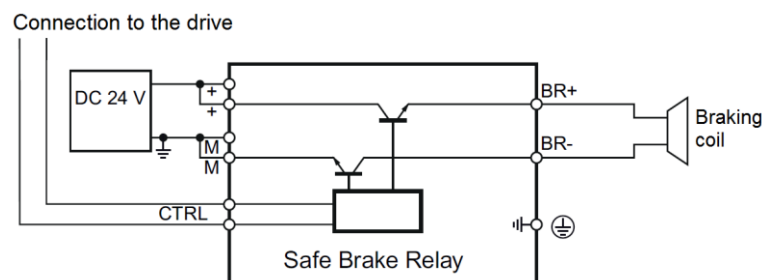 Connection to the drive
DC 24 V
+
+
M
M
CTRL
BR+
BR-
Braking
coil
Safe Brake Relay